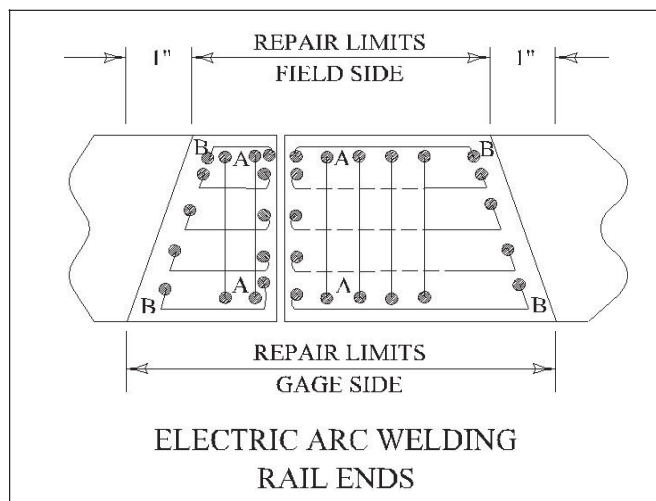 REPAIR LIMITS
1" 1"
FIELD SIDE
B A A B
A A
B B
REPAIR LIMITS
GAGE SIDE
ELECTRIC ARC WELDING
RAIL ENDS